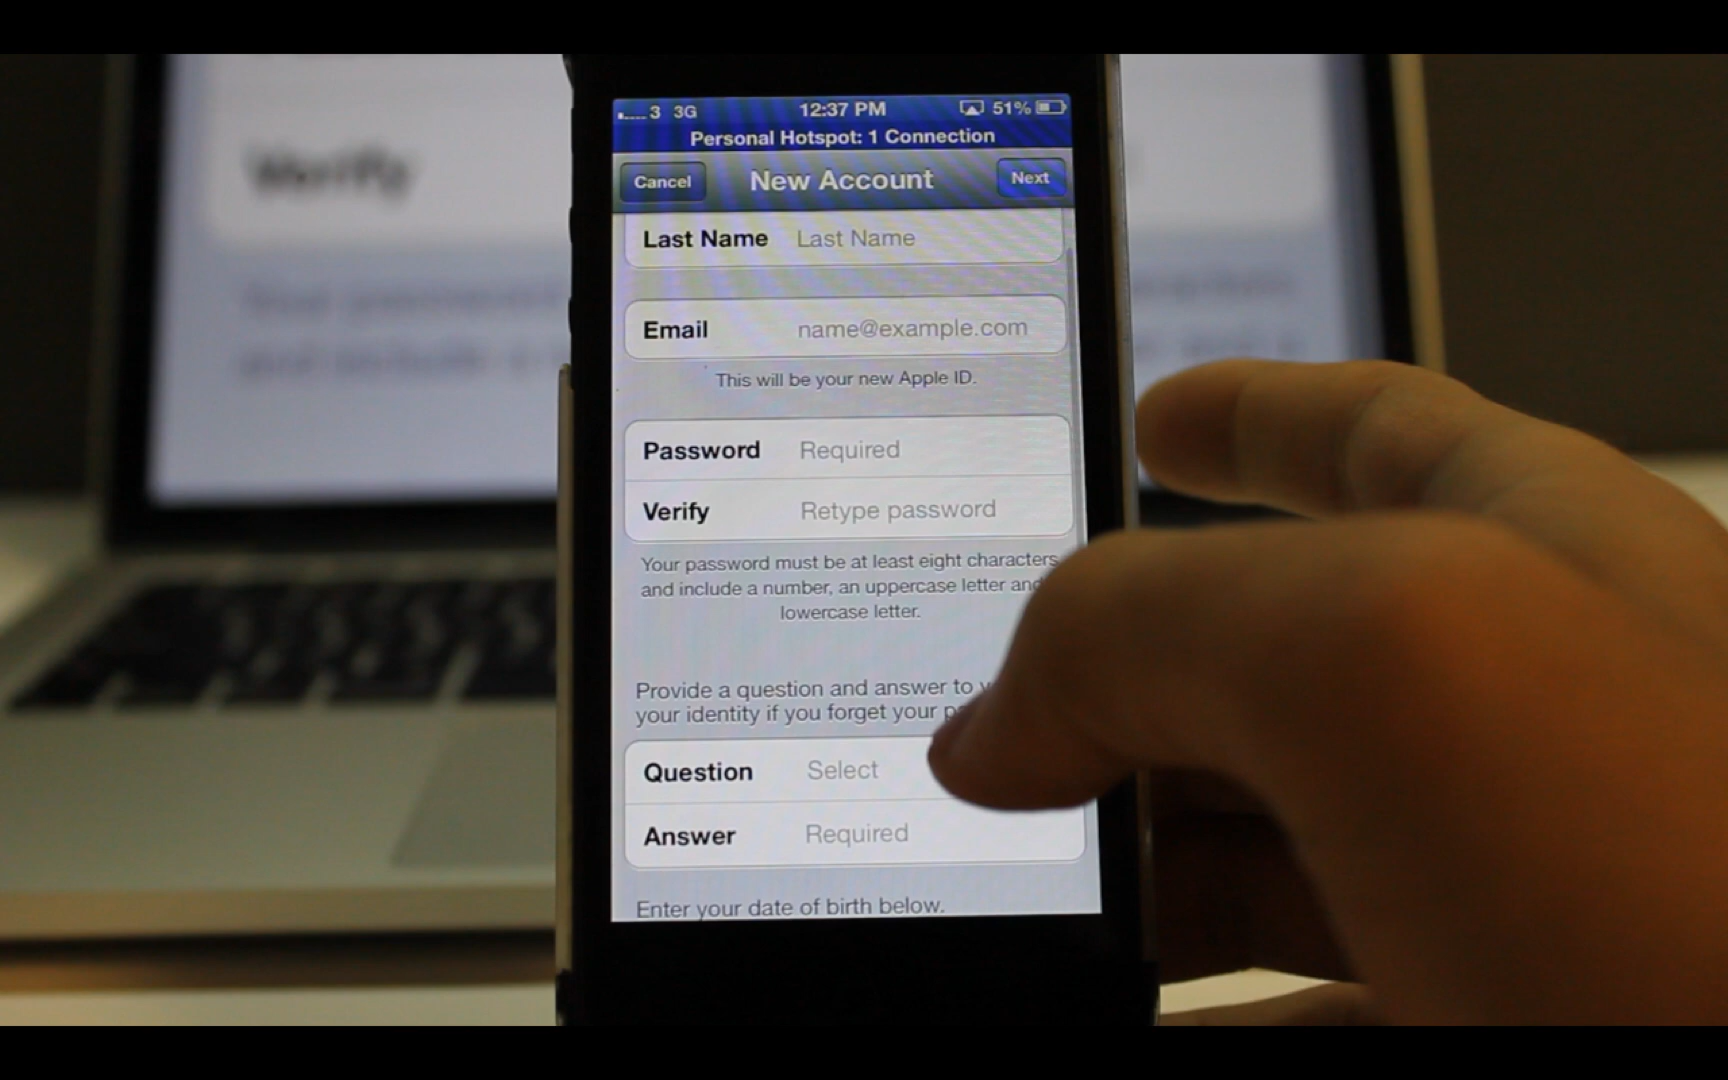 3 3G 12:37 PM 51%
Personal Hotspot: 1 Connection
Cancel New Account Next
Last Name Last Name
Email name@example.com
This will be your new Apple ID.
Password Required
Verify Retype password
Your password must be at least eight characters
and include a number, an uppercase letter and
lowercase letter.
Provide a question and answer to
your identity if you forget your
Question Select
Answer Required
Enter your date of birth below.
Verify